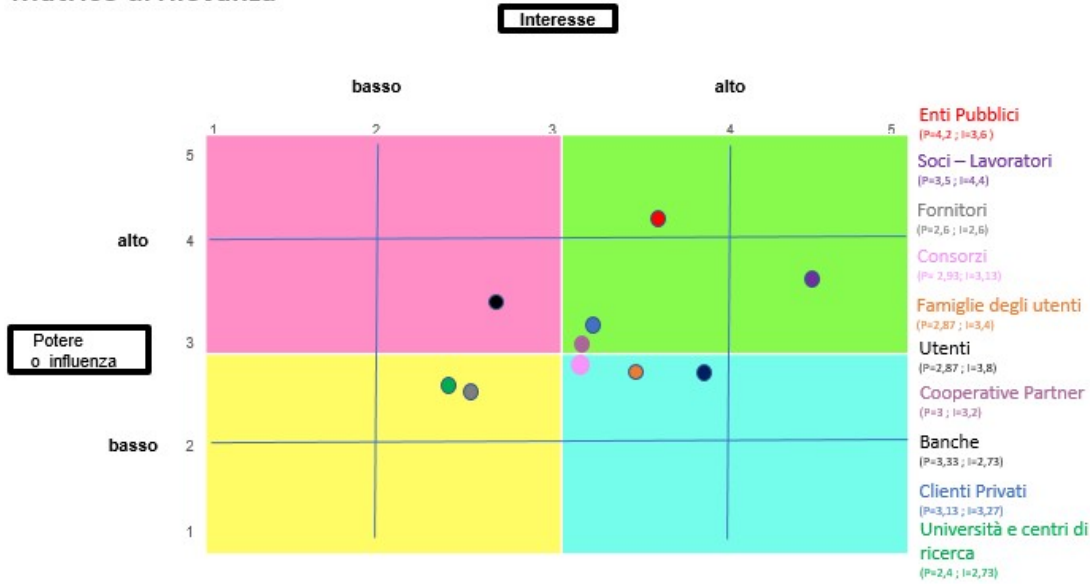 Interesse
basso alto
1 2 3 4 5
5
alto 4
3
Potere
o influenza
basso 2
1
Enti Pubblici
(P=4,2 ; I=3,6 )
Soci – Lavoratori
(P=3,5 ; I=4,4)
Fornitori
(P=2,6 ; I=2,6)
Consorzi
(P= 2,93; I=3,13)
Famiglie degli utenti
(P=2,87 ; I=3,4)
Utenti
(P=2,87 ; I=3,8)
Cooperative Partner
(P=3 ; I=3,2)
Banche
(P=3,33 ; I=2,73)
Clienti Privati
(P=3,13 ; I=3,27)
Università e centri di
ricerca
(P=2,4 ; I=2,73)